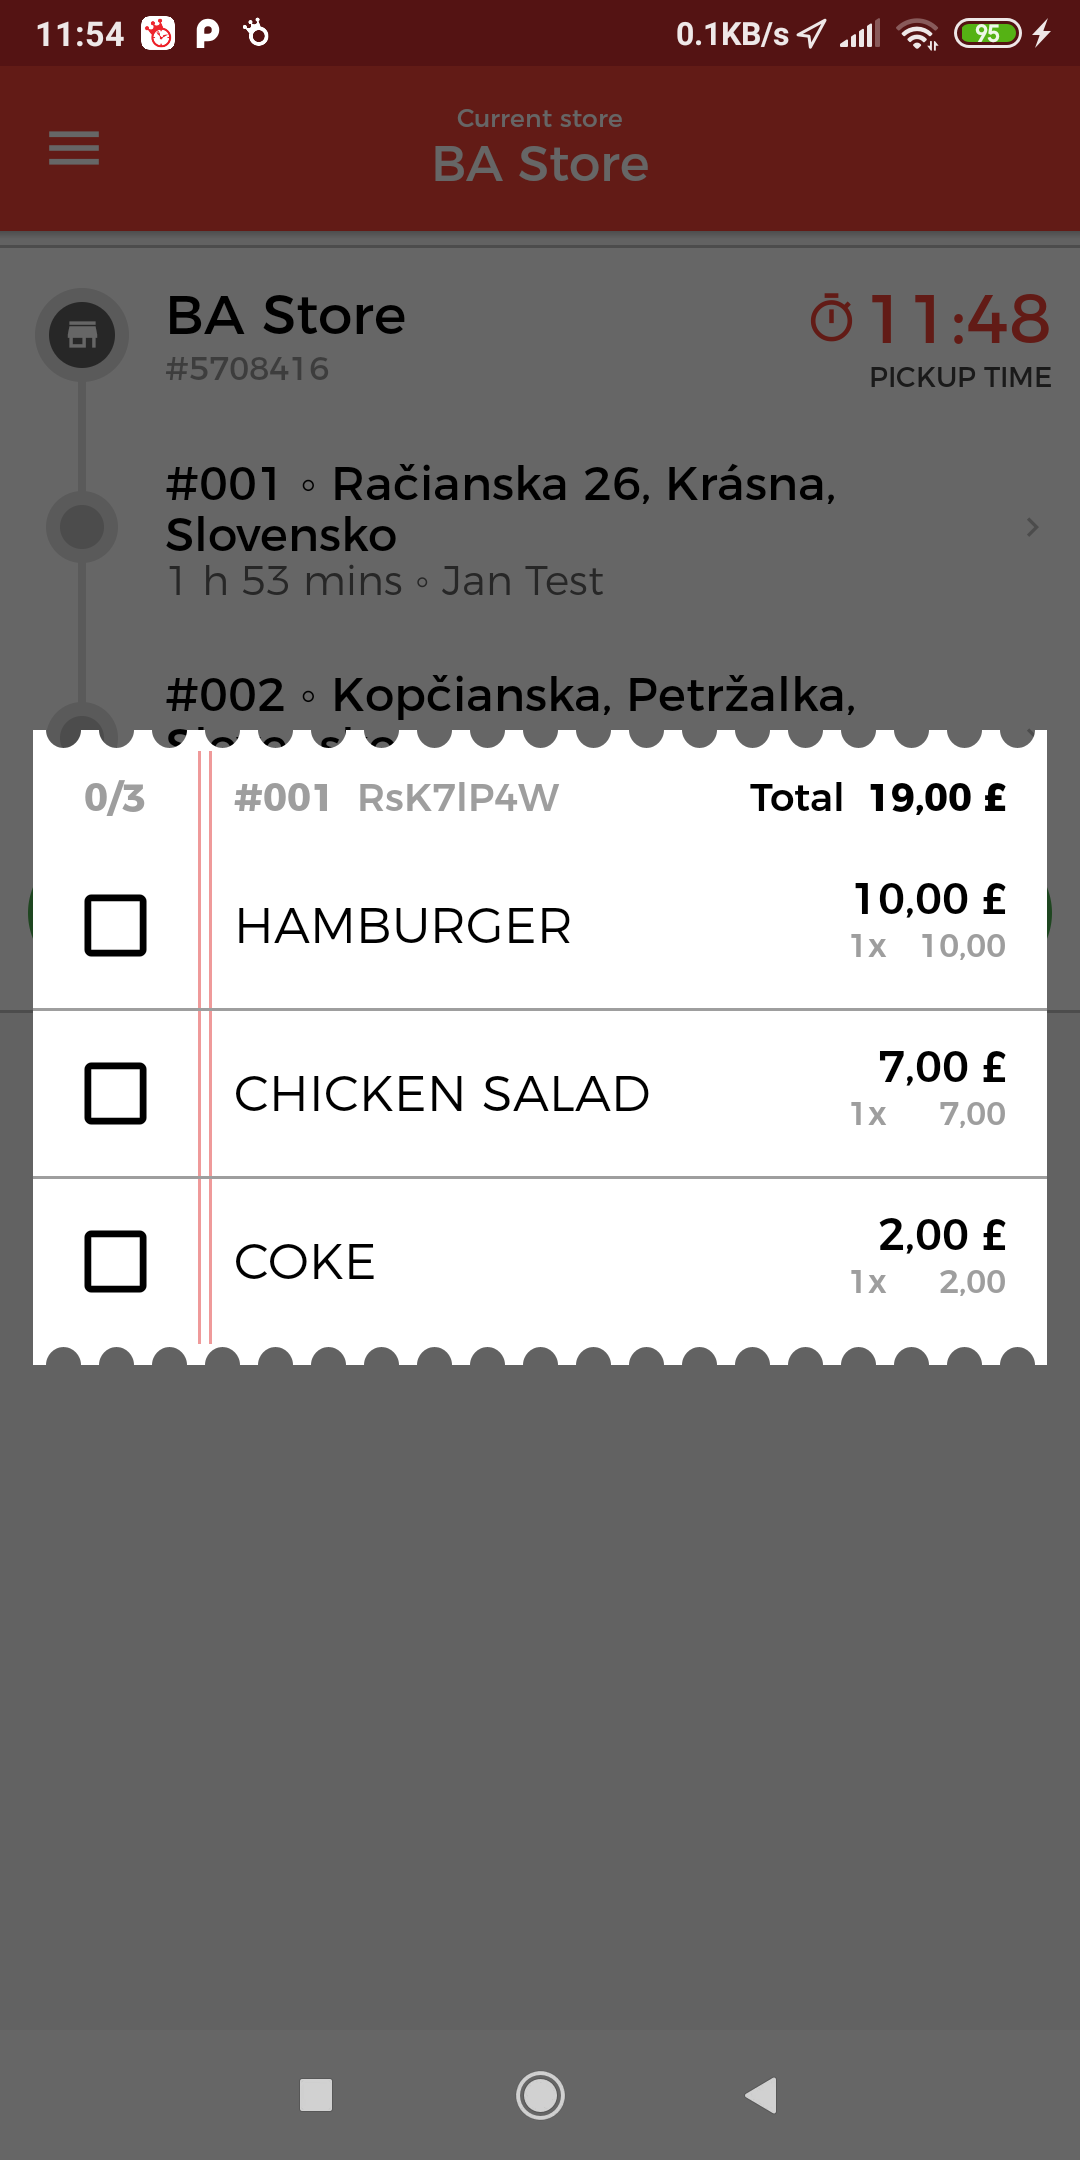 11:54 0.1KB/s 95
Current store
BA Store
BA Store
#5708416
11:48
PICKUP TIME
#001 ◦ Račianska 26, Krásna,
Slovensko
1 h 53 mins ◦ Jan Test
#002 ◦ Kopčianska, Petržalka,
0/3 #001 RsK7lP4W Total 19,00 £
HAMBURGER 10,00 £
1x 10,00
CHICKEN SALAD 7,00 £
1x 7,00
COKE 2,00 £
1x 2,00